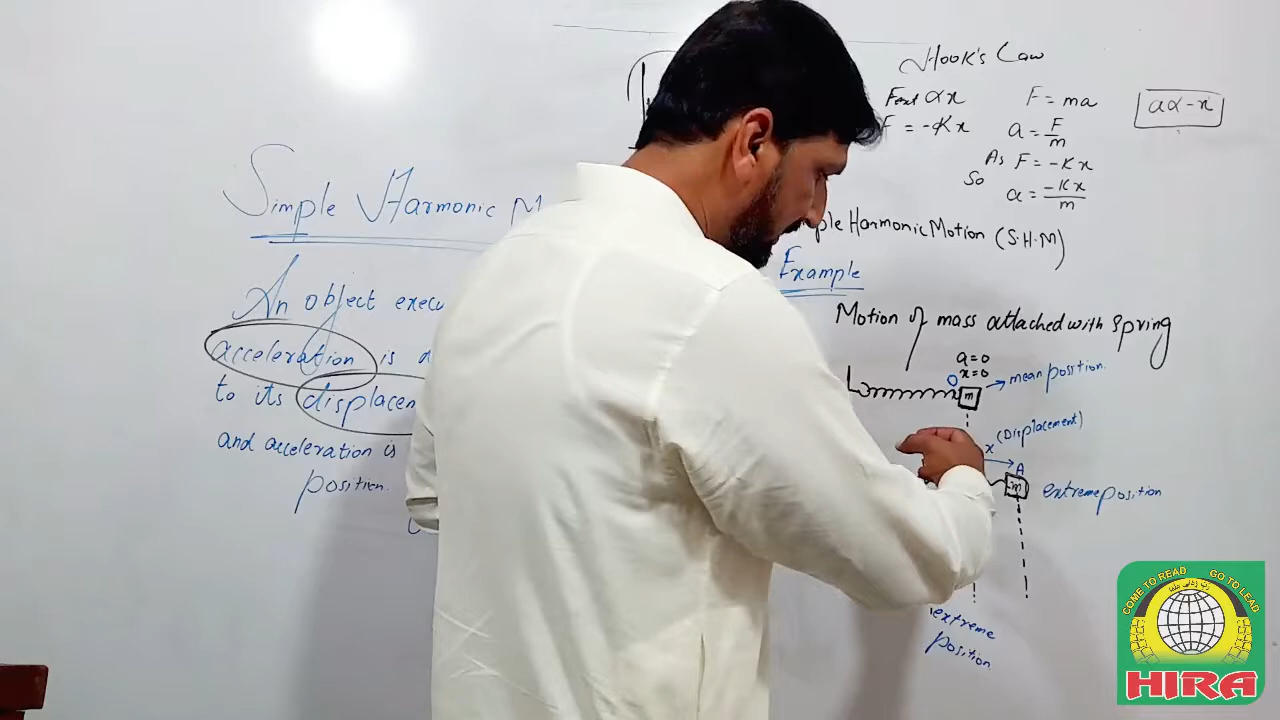 Simple Harmonic M
An object execu
acceleration is d
to its displacem
and acceleration is
position.
Hook's Law
Fext α x
F = -Kx
F = ma
a = F/m
As F = -Kx
So a = -Kx/m
a α -x
mple Harmonic Motion (S.H.M)
Example
Motion of mass attached with spring
a=0
x=0
O
m
mean position.
x (Displacement)
A
m
extreme position
extreme
position
COME TO READ GO TO LEAD
HIRA